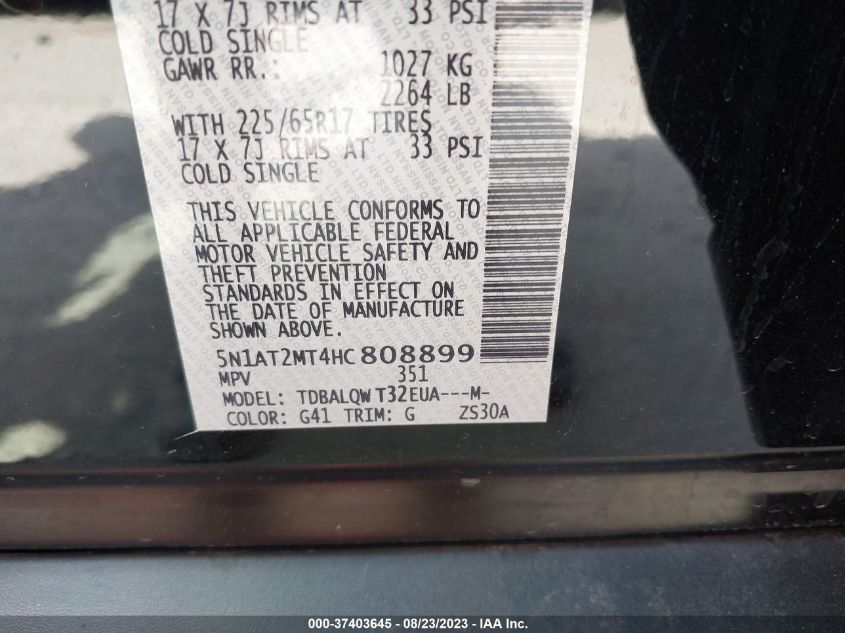 17 X 7J RIMS AT 33 PSI
COLD SINGLE
GAWR RR.: 1027 KG
2264 LB
WITH 225/65R17 TIRES
17 X 7J RIMS AT 33 PSI
COLD SINGLE
THIS VEHICLE CONFORMS TO
ALL APPLICABLE FEDERAL
MOTOR VEHICLE SAFETY AND
THEFT PREVENTION
STANDARDS IN EFFECT ON
THE DATE OF MANUFACTURE
SHOWN ABOVE.
5N1AT2MT4HC808899
MPV 351
MODEL: TDBALQW T32EUA---M-
COLOR: G41 TRIM: G ZS30A
000-37403645 - 08/23/2023 - IAA Inc.